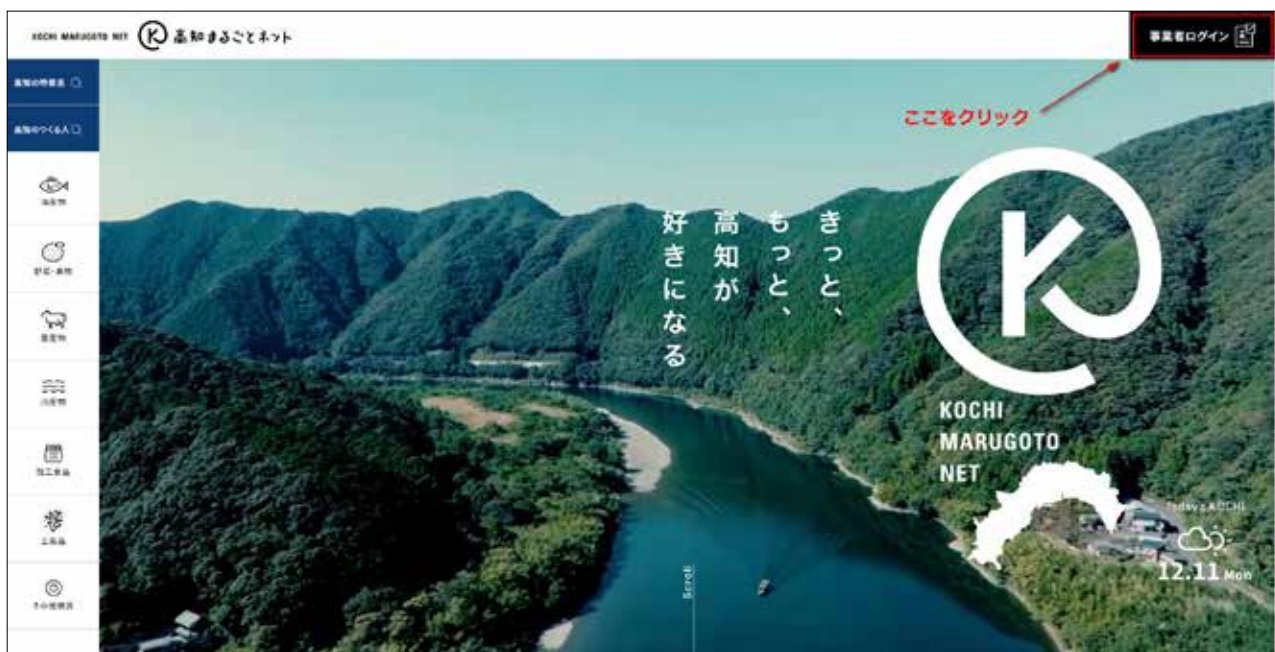 KOCHI MARUGOTO NET
高知まるごとネット
事業者ログイン
高知の特産品
高知のつくる人
ここをクリック
海産物
野菜・果物
畜産物
川産物
加工食品
工芸品
その他特産
きっと、
もっと、
高知が
好きになる
K
KOCHI
MARUGOTO
NET
Today's KOCHI
12.11 Mon
Scroll